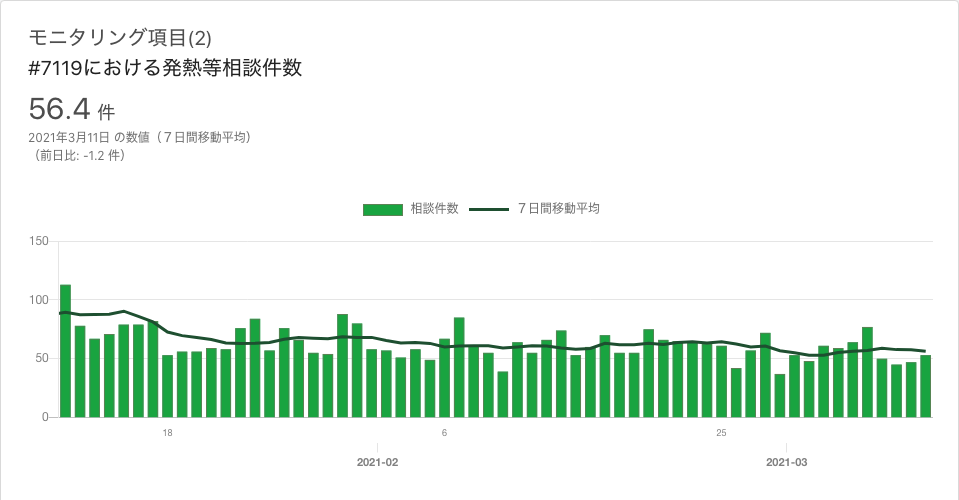 モニタリング項目(2)
#7119における発熱等相談件数
56.4 件
2021年3月11日 の数値（７日間移動平均）
（前日比: -1.2 件）
相談件数 ７日間移動平均
150
100
50
0
18 6 25
2021-02 2021-03